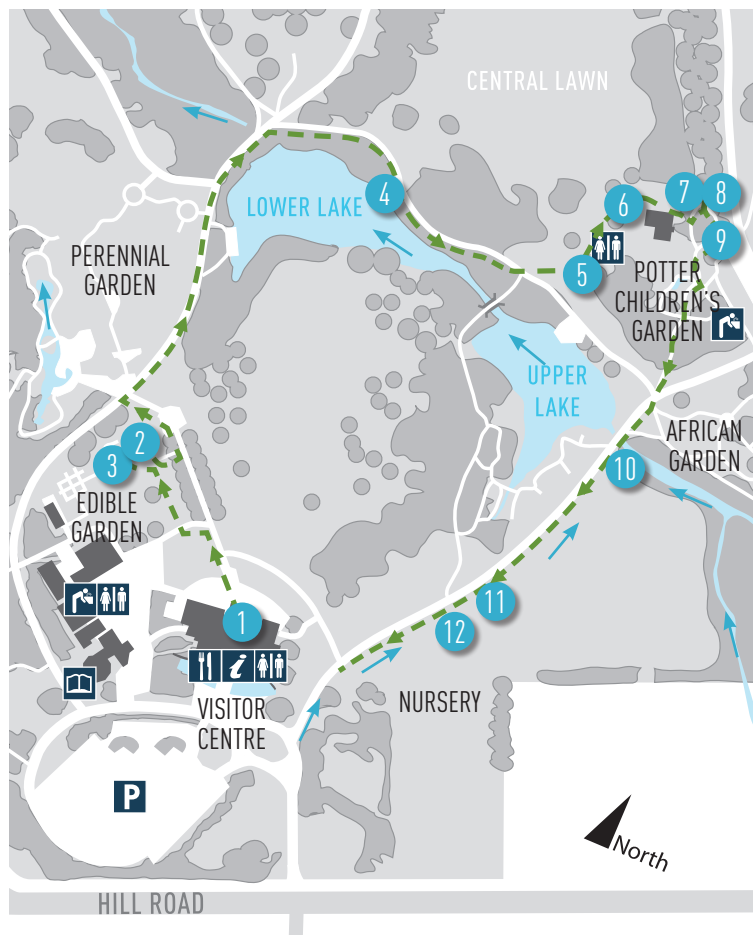 CENTRAL LAWN
4
LOWER LAKE
6
7
8
9
5
PERENNIAL
GARDEN
POTTER
CHILDREN'S
GARDEN
UPPER
LAKE
2
3
10
AFRICAN
GARDEN
EDIBLE
GARDEN
1
11
12
i
VISITOR
CENTRE
NURSERY
P
North
HILL ROAD